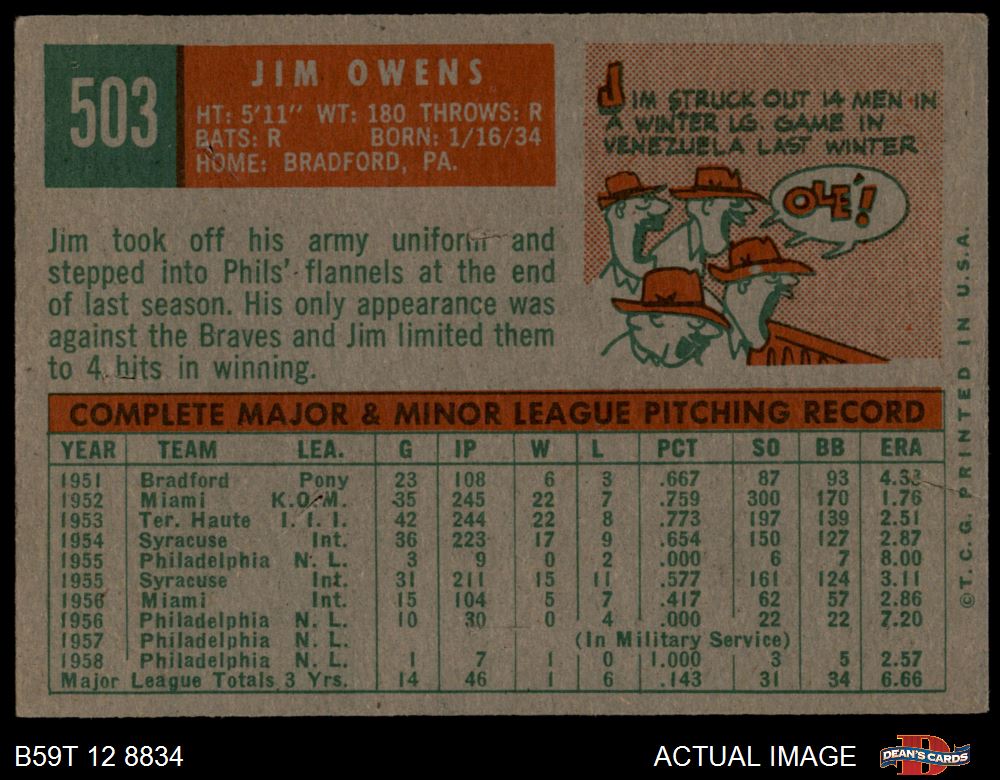 503
JIM OWENS
HT: 5'11" WT: 180 THROWS: R
BATS: R BORN: 1/16/34
HOME: BRADFORD, PA.
JIM STRUCK OUT 14 MEN IN
A WINTER LG. GAME IN
VENEZUELA LAST WINTER
OLE'!
Jim took off his army uniform and
stepped into Phils' flannels at the end
of last season. His only appearance was
against the Braves and Jim limited them
to 4 hits in winning.
COMPLETE MAJOR & MINOR LEAGUE PITCHING RECORD
YEAR TEAM LEA. G IP W L PCT SO BB ERA
1951 Bradford Pony 23 108 6 3 .667 87 93 4.33
1952 Miami K.O.M. 35 245 22 7 .759 300 170 1.76
1953 Ter. Haute I. I. I. 42 244 22 8 .773 197 139 2.51
1954 Syracuse Int. 36 223 17 9 .654 150 127 2.87
1955 Philadelphia N. L. 3 9 0 2 .000 6 7 8.00
1955 Syracuse Int. 31 211 15 11 .577 161 124 3.11
1956 Miami Int. 15 104 5 7 .417 62 57 2.86
1956 Philadelphia N. L. 10 30 0 4 .000 22 22 7.20
1957 Philadelphia N. L. (In Military Service)
1958 Philadelphia N. L. 1 7 1 0 1.000 3 5 2.57
Major League Totals 3 Yrs. 14 46 1 6 .143 31 34 6.66
© T. C. G. PRINTED IN U.S.A.
B59T 12 8834
ACTUAL IMAGE
DEAN'S CARDS